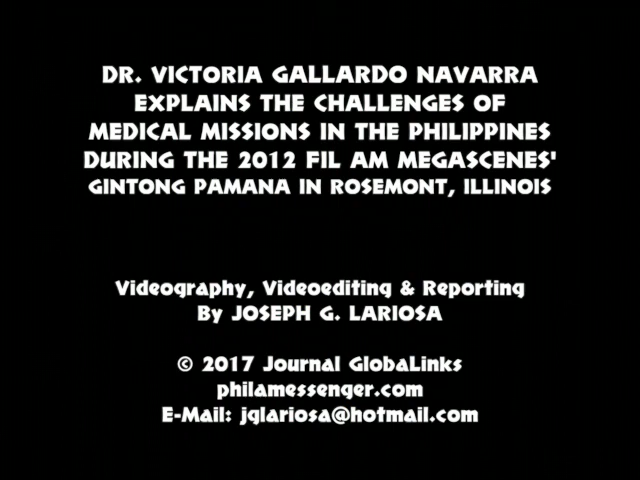 DR. VICTORIA GALLARDO NAVARRA
EXPLAINS THE CHALLENGES OF
MEDICAL MISSIONS IN THE PHILIPPINES
DURING THE 2012 FIL AM MEGASCENES'
GINTONG PAMANA IN ROSEMONT, ILLINOIS
Videography, Videoediting & Reporting
By JOSEPH G. LARIOSA
© 2017 Journal GlobaLinks
philamessenger.com
E-Mail: jglariosa@hotmail.com